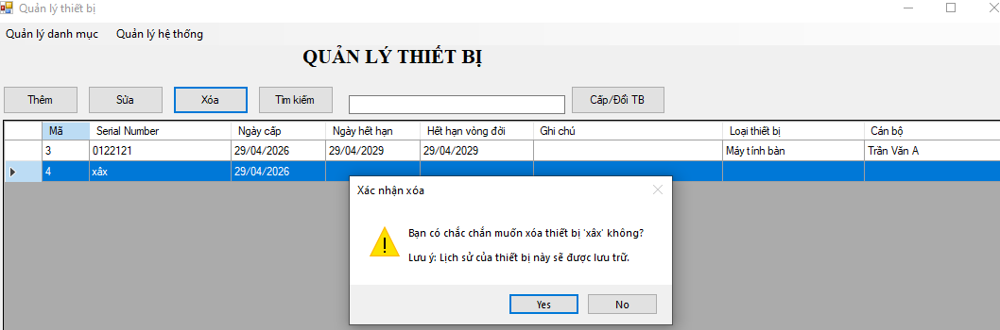 Quản lý thiết bị
Quản lý danh mục Quản lý hệ thống
QUẢN LÝ THIẾT BỊ
Thêm Sửa Xóa Tìm kiếm Cấp/Đổi TB
Mã Serial Number Ngày cấp Ngày hết hạn Hết hạn vòng đời Ghi chú Loại thiết bị Cán bộ
3 0122121 29/04/2026 29/04/2029 29/04/2029 Máy tính bàn Trần Văn A
4 xâx 29/04/2026
Xác nhận xóa
Bạn có chắc chắn muốn xóa thiết bị 'xâx' không?
Lưu ý: Lịch sử của thiết bị này sẽ được lưu trữ.
Yes No